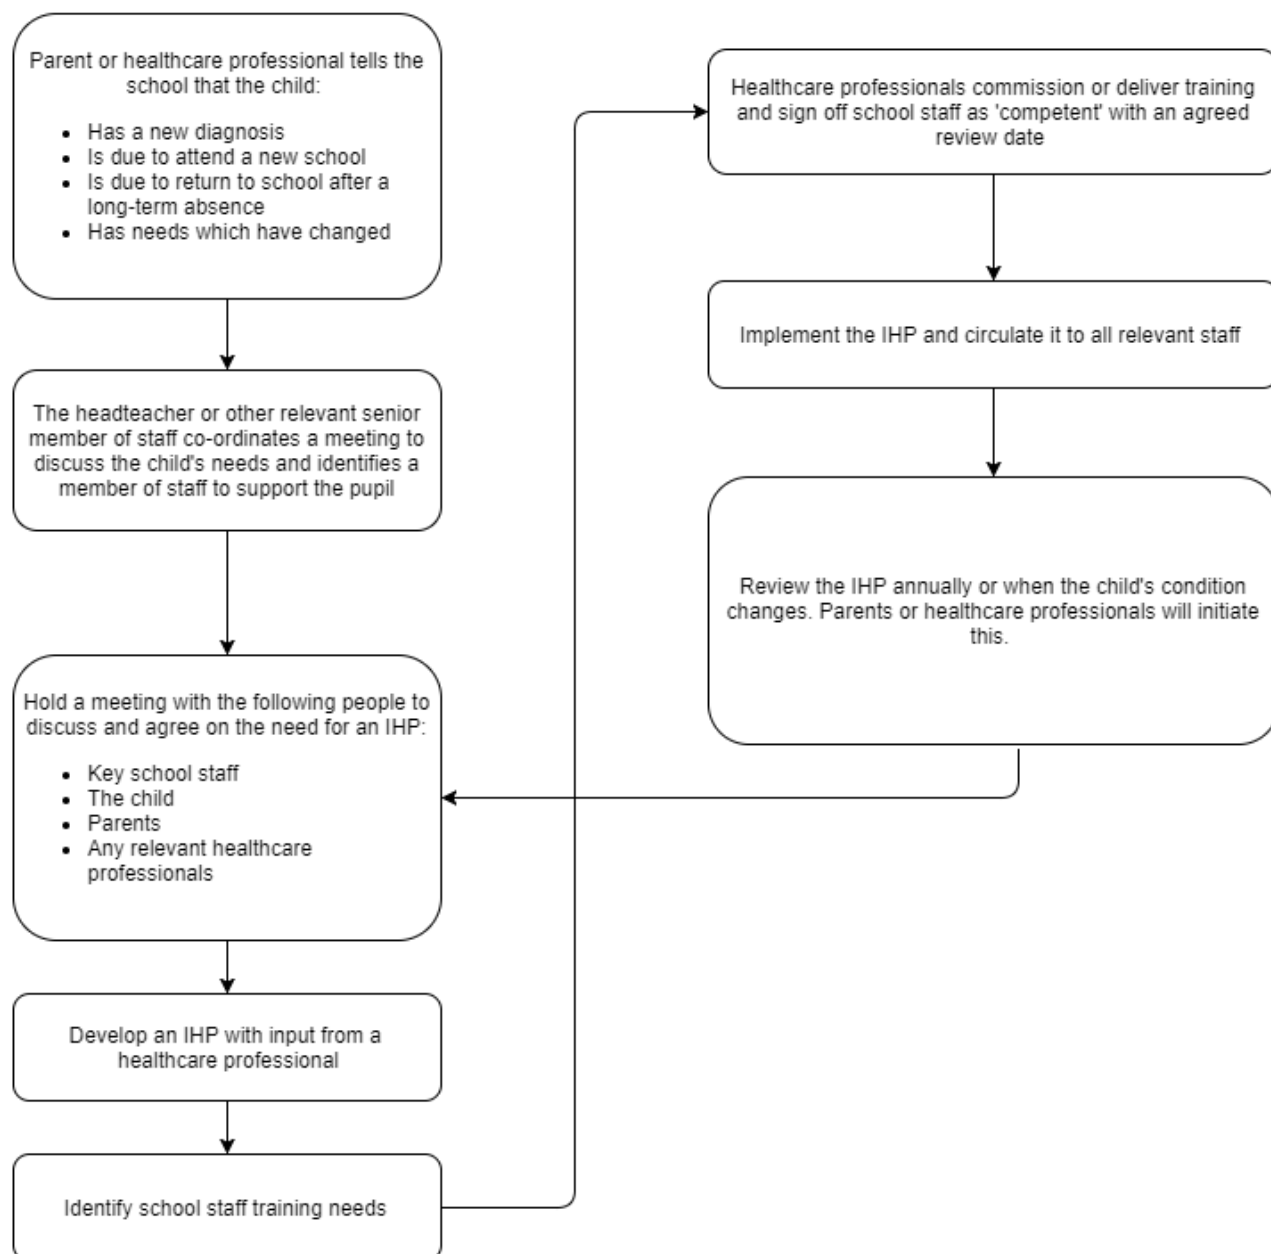 Parent or healthcare professional tells the
school that the child:
• Has a new diagnosis
• Is due to attend a new school
• Is due to return to school after a
long-term absence
• Has needs which have changed
The headteacher or other relevant senior
member of staff co-ordinates a meeting to
discuss the child's needs and identifies a
member of staff to support the pupil
Hold a meeting with the following people to
discuss and agree on the need for an IHP:
• Key school staff
• The child
• Parents
• Any relevant healthcare
professionals
Develop an IHP with input from a
healthcare professional
Identify school staff training needs
Healthcare professionals commission or deliver training
and sign off school staff as 'competent' with an agreed
review date
Implement the IHP and circulate it to all relevant staff
Review the IHP annually or when the child's condition
changes. Parents or healthcare professionals will initiate
this.